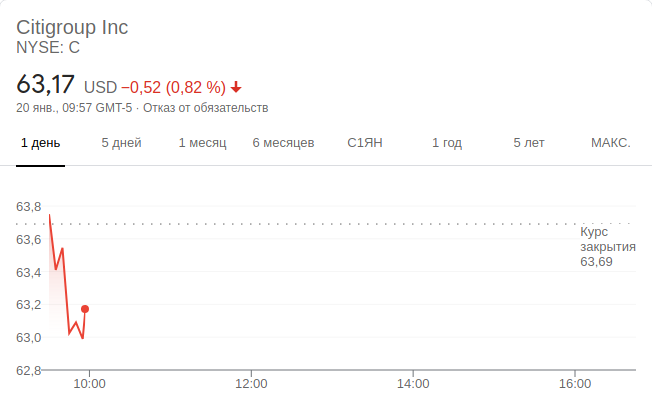 Citigroup Inc
NYSE: C
63,17 USD −0,52 (0,82 %)
20 янв., 09:57 GMT-5 · Отказ от обязательств
1 день 5 дней 1 месяц 6 месяцев С1ЯН 1 год 5 лет МАКС.
63,8
Курс
63,6
закрытия
63,4
63,69
63,2
63,0
62,8
10:00 12:00 14:00 16:00